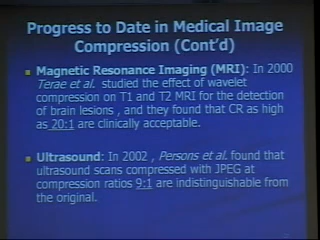 Progress to Date in Medical Image
Compression (Cont'd)
Magnetic Resonance Imaging (MRI): In 2000
Terae et al. studied the effect of wavelet
compression on T1 and T2 MRI for the detection
of brain lesions , and they found that CR as high
as 20:1 are clinically acceptable.
Ultrasound: In 2002 , Persons et al. found that
ultrasound scans compressed with JPEG at
compression ratios 9:1 are indistinguishable from
the original.